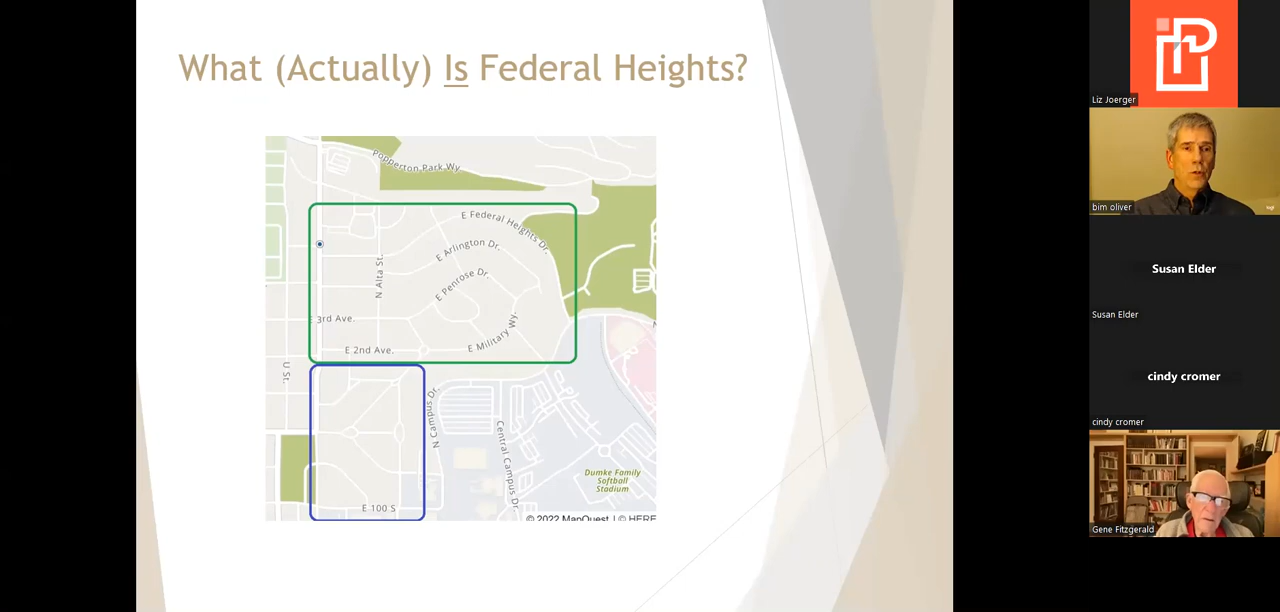 What (Actually) Is Federal Heights?
Popperton Park Wy
E Federal Heights Dr.
E Arlington Dr.
N Alta St.
E Penrose Dr.
E 3rd Ave.
E Military Wy.
E 2nd Ave.
U St.
N Campus Dr.
Central Campus Dr.
Dumke Family
Softball
Stadium
E 100 S
© 2022 MapQuest | © HERE
Liz Joerger
bim oliver
Susan Elder
Susan Elder
cindy cromer
cindy cromer
Gene Fitzgerald